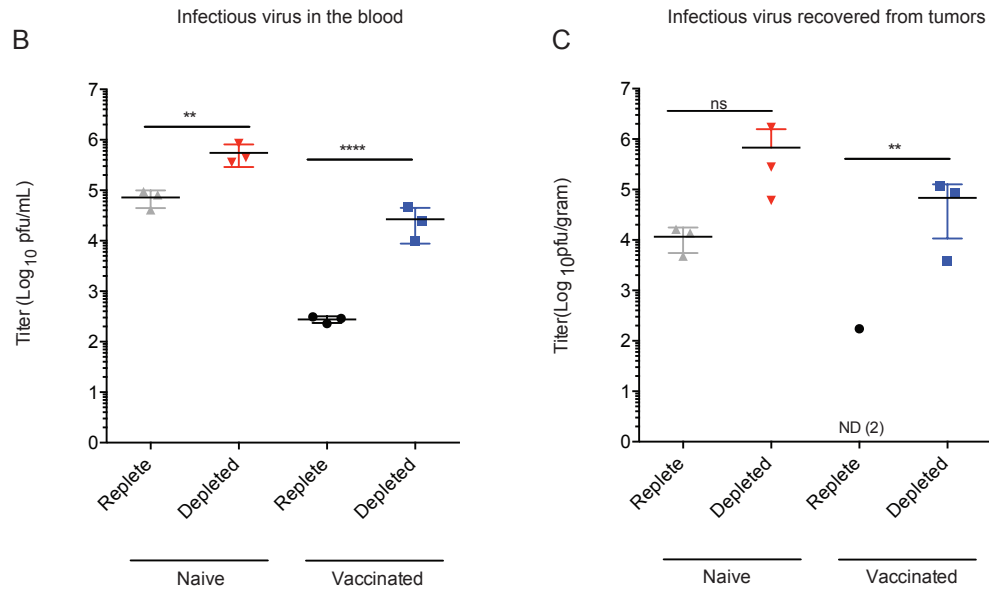 Infectious virus in the blood
B
Titer (Log10 pfu/mL)
7
6
5
4
3
2
1
0
**
****
Replete
Depleted
Replete
Depleted
Naive
Vaccinated
Infectious virus recovered from tumors
C
Titer(Log10pfu/gram)
7
6
5
4
3
2
1
0
ns
**
ND (2)
Replete
Depleted
Replete
Depleted
Naive
Vaccinated